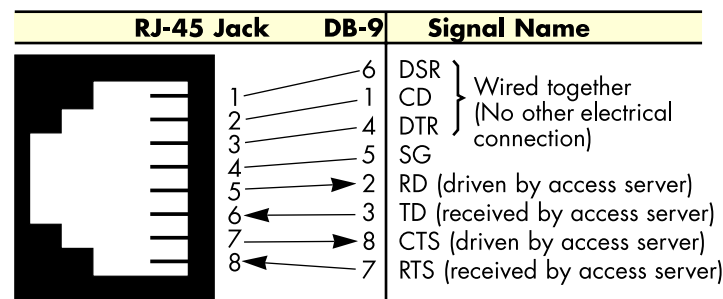 RJ-45 Jack DB-9 Signal Name
6 DSR
1 1 CD
2 4 DTR
Wired together
(No other electrical
connection)
3
4 5 SG
5 2 RD (driven by access server)
6 3 TD (received by access server)
7 8 CTS (driven by access server)
8 7 RTS (received by access server)